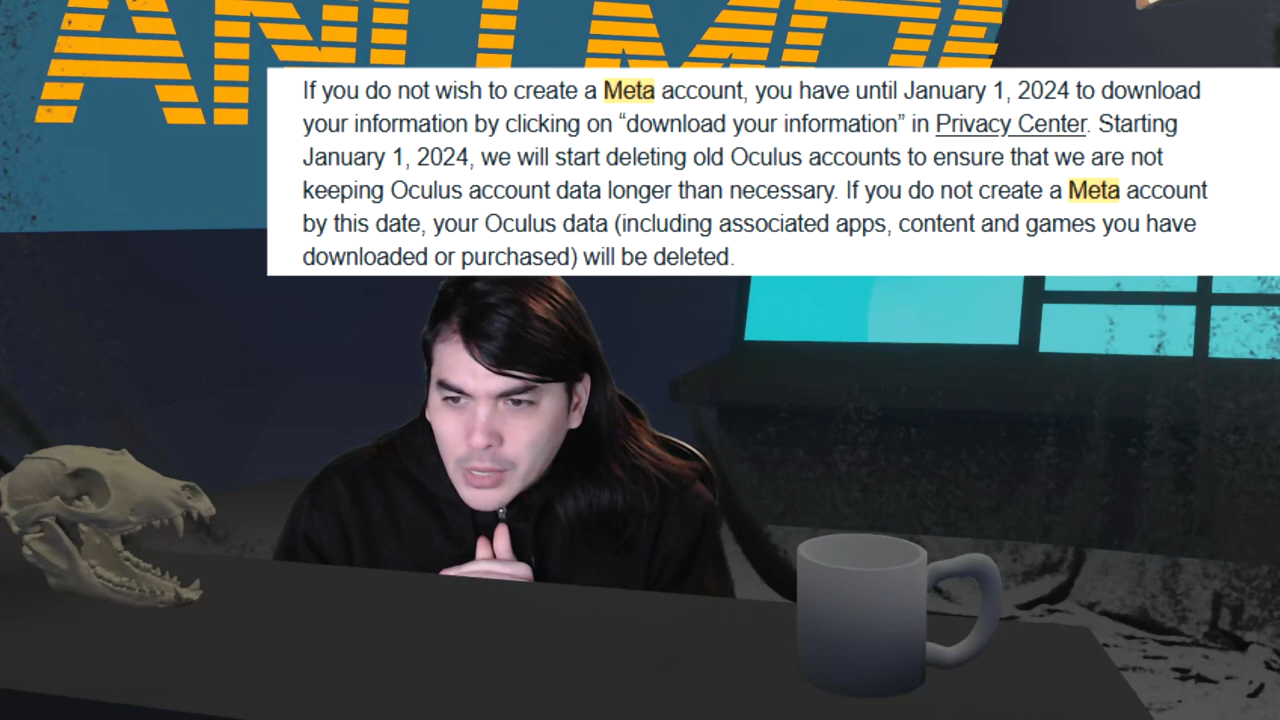 If you do not wish to create a Meta account, you have until January 1, 2024 to download
your information by clicking on “download your information” in Privacy Center. Starting
January 1, 2024, we will start deleting old Oculus accounts to ensure that we are not
keeping Oculus account data longer than necessary. If you do not create a Meta account
by this date, your Oculus data (including associated apps, content and games you have
downloaded or purchased) will be deleted.